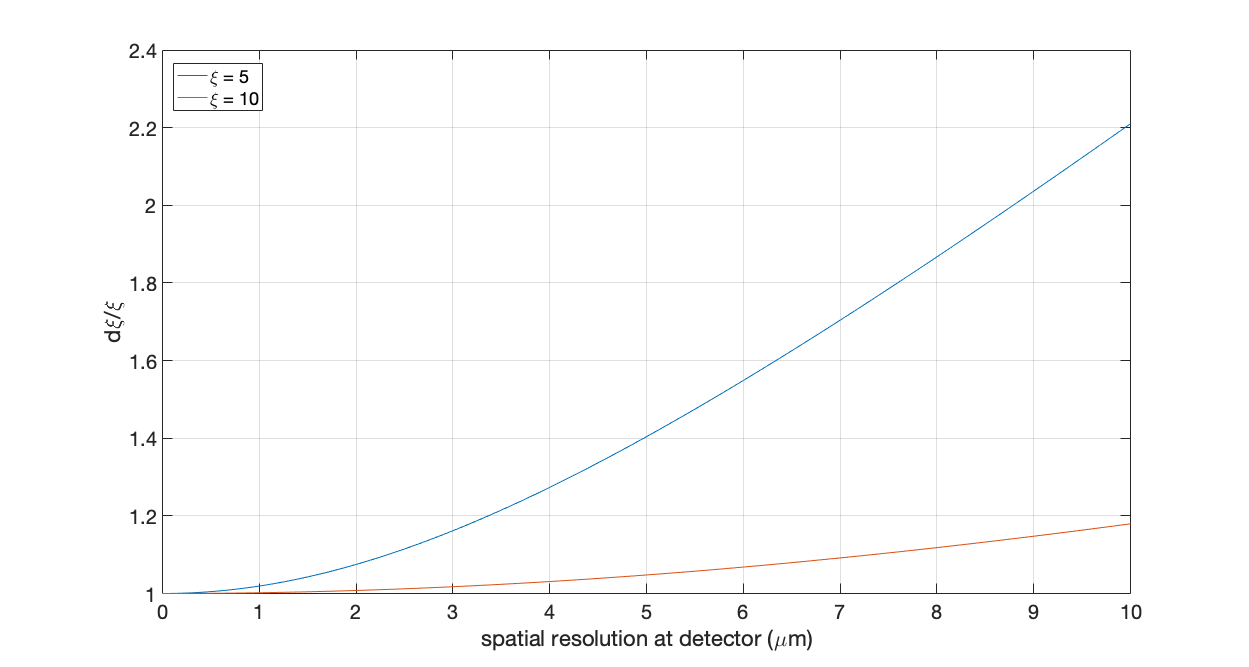 2.4
2.2
2
1.8
1.6
1.4
1.2
1
dξ/ξ
ξ = 5
ξ = 10
0 1 2 3 4 5 6 7 8 9 10
spatial resolution at detector (μm)